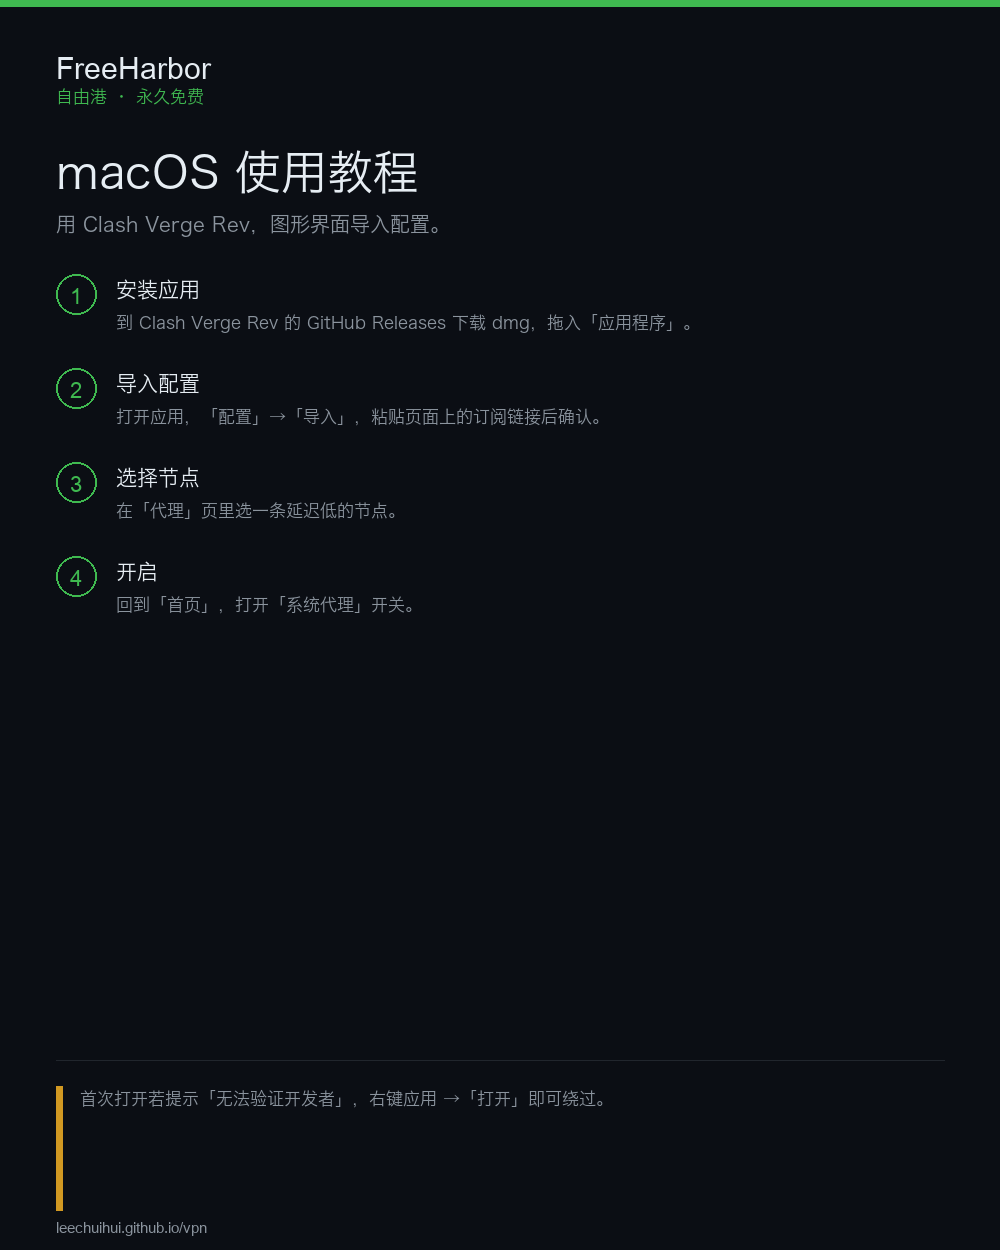 FreeHarbor
自由港 · 永久免费
macOS 使用教程
用 Clash Verge Rev，图形界面导入配置。
1
安装应用
到 Clash Verge Rev 的 GitHub Releases 下载 dmg，拖入「应用程序」。
2
导入配置
打开应用，「配置」→「导入」，粘贴页面上的订阅链接后确认。
3
选择节点
在「代理」页里选一条延迟低的节点。
4
开启
回到「首页」，打开「系统代理」开关。
首次打开若提示「无法验证开发者」，右键应用 →「打开」即可绕过。
leechuihui.github.io/vpn